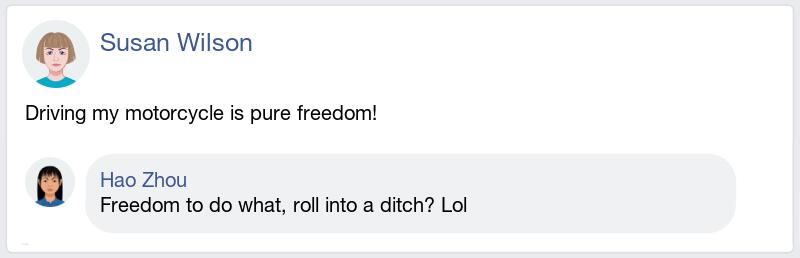 Susan Wilson
Driving my motorcycle is pure freedom!
Hao Zhou
Freedom to do what, roll into a ditch? Lol